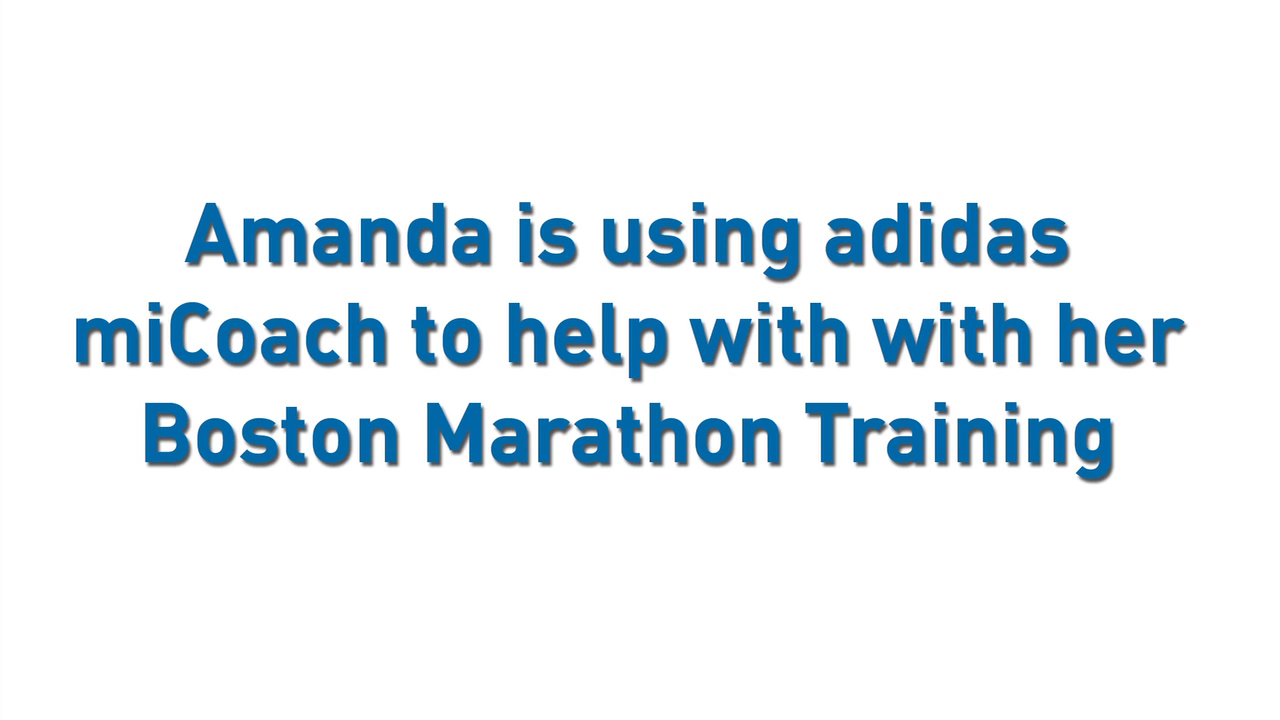 Amanda is using adidas
miCoach to help with with her
Boston Marathon Training